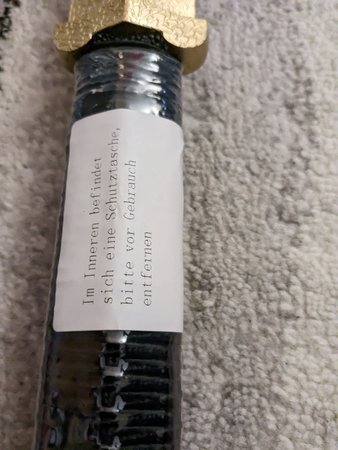 Im Inneren befindet
sich eine Schutztasche,
bitte vor Gebrauch
entfernen